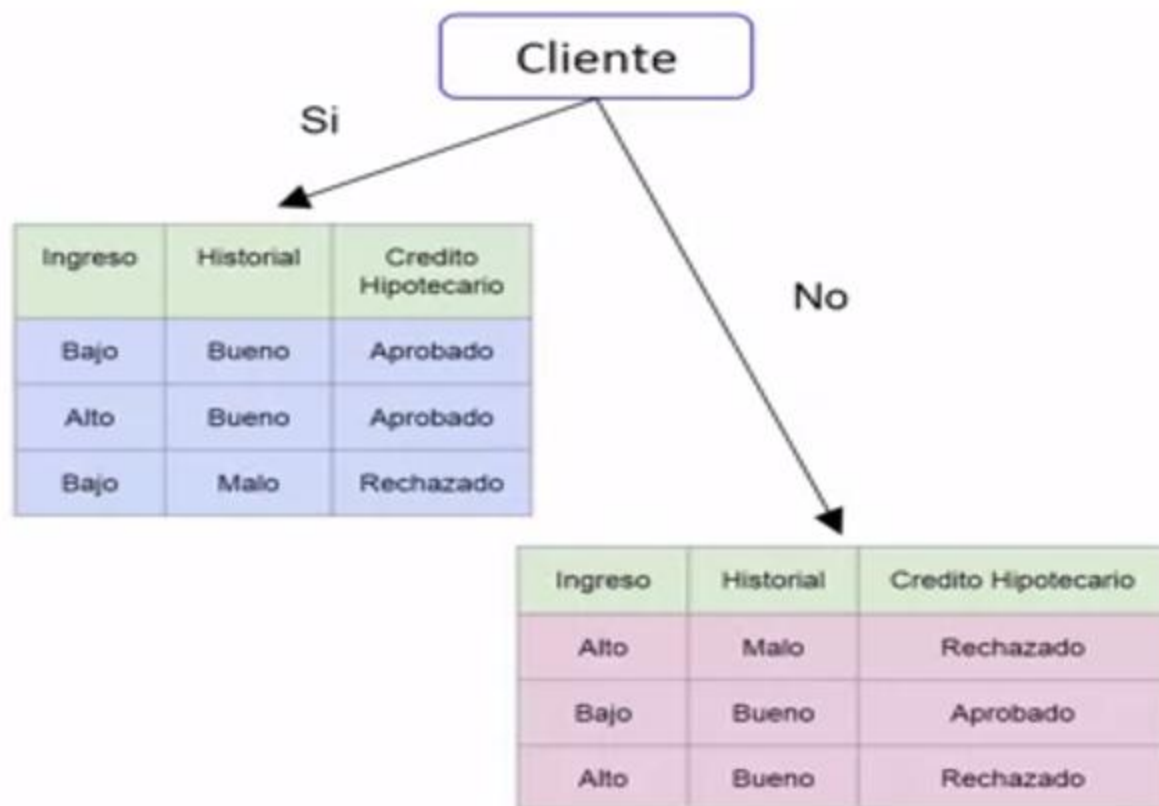 Cliente
Si
No
Ingreso Historial Credito
Hipotecario
Bajo Bueno Aprobado
Alto Bueno Aprobado
Bajo Malo Rechazado
Ingreso Historial Credito Hipotecario
Alto Malo Rechazado
Bajo Bueno Aprobado
Alto Bueno Rechazado